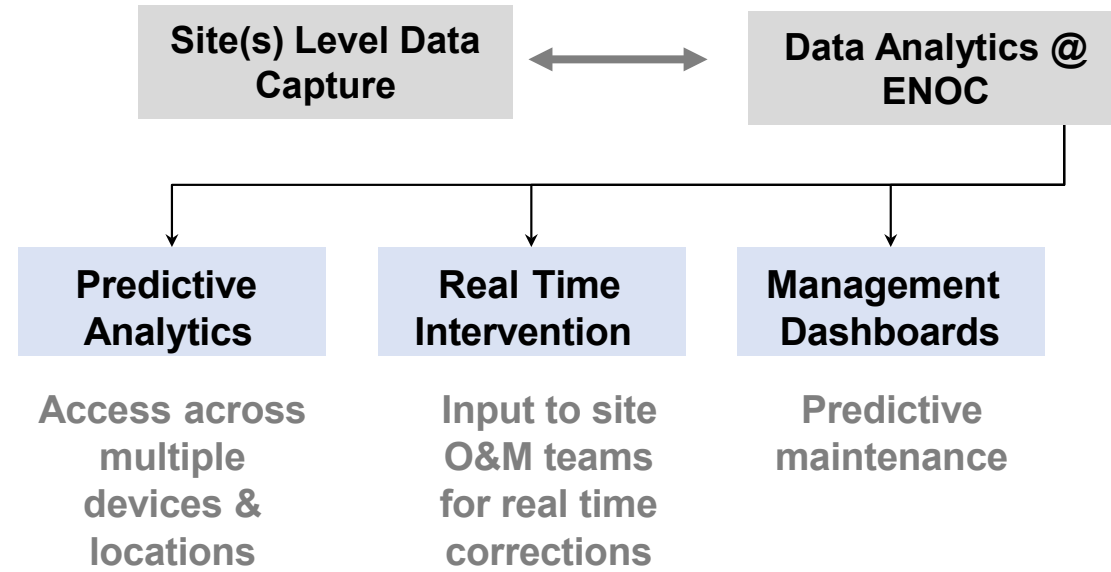 Site(s) Level Data
Capture
Data Analytics @
ENOC
Predictive
Analytics
Real Time
Intervention
Management
Dashboards
Access across
multiple
devices &
locations
Input to site
O&M teams
for real time
corrections
Predictive
maintenance